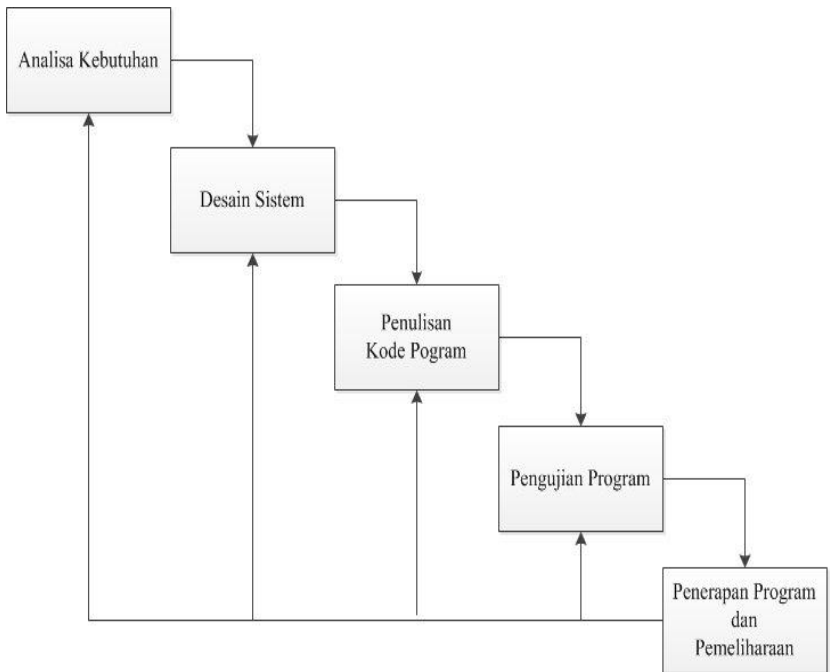 Analisa Kebutuhan
Desain Sistem
Penulisan
Kode Pogram
Pengujian Program
Penerapan Program
dan
Pemeliharaan